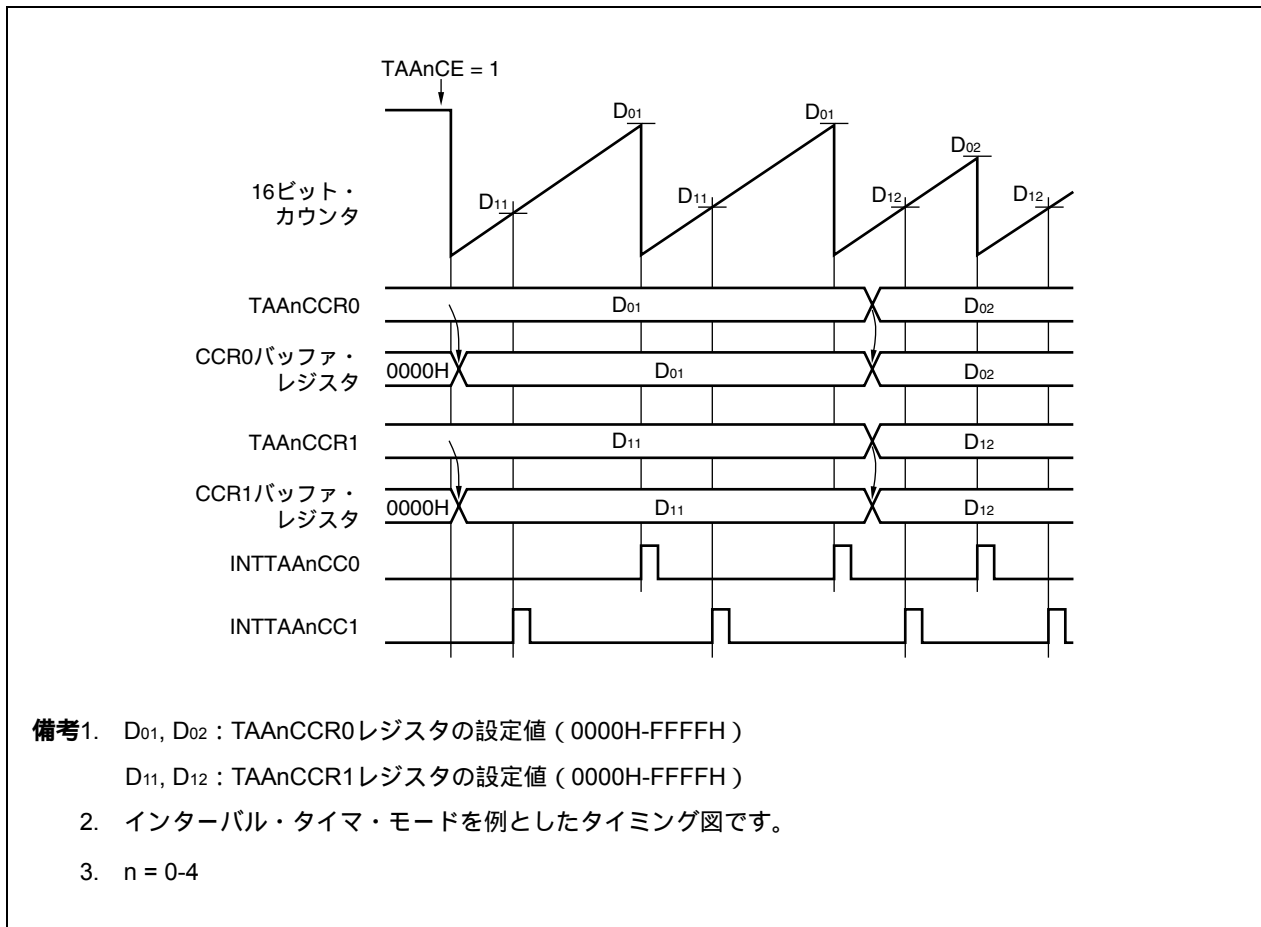 TAAnCE = 1
D01 D01 D02
16ビット・
カウンタ
D11 D11 D12 D12
TAAnCCR0 D01 D02
CCR0バッファ・
レジスタ
0000H D01 D02
TAAnCCR1 D11 D12
CCR1バッファ・
レジスタ
0000H D11 D12
INTTAAnCC0
INTTAAnCC1
備考1. D01, D02：TAAnCCR0レジスタの設定値（0000H-FFFFH）
D11, D12：TAAnCCR1レジスタの設定値（0000H-FFFFH）
2. インターバル・タイマ・モードを例としたタイミング図です。
3. n = 0-4